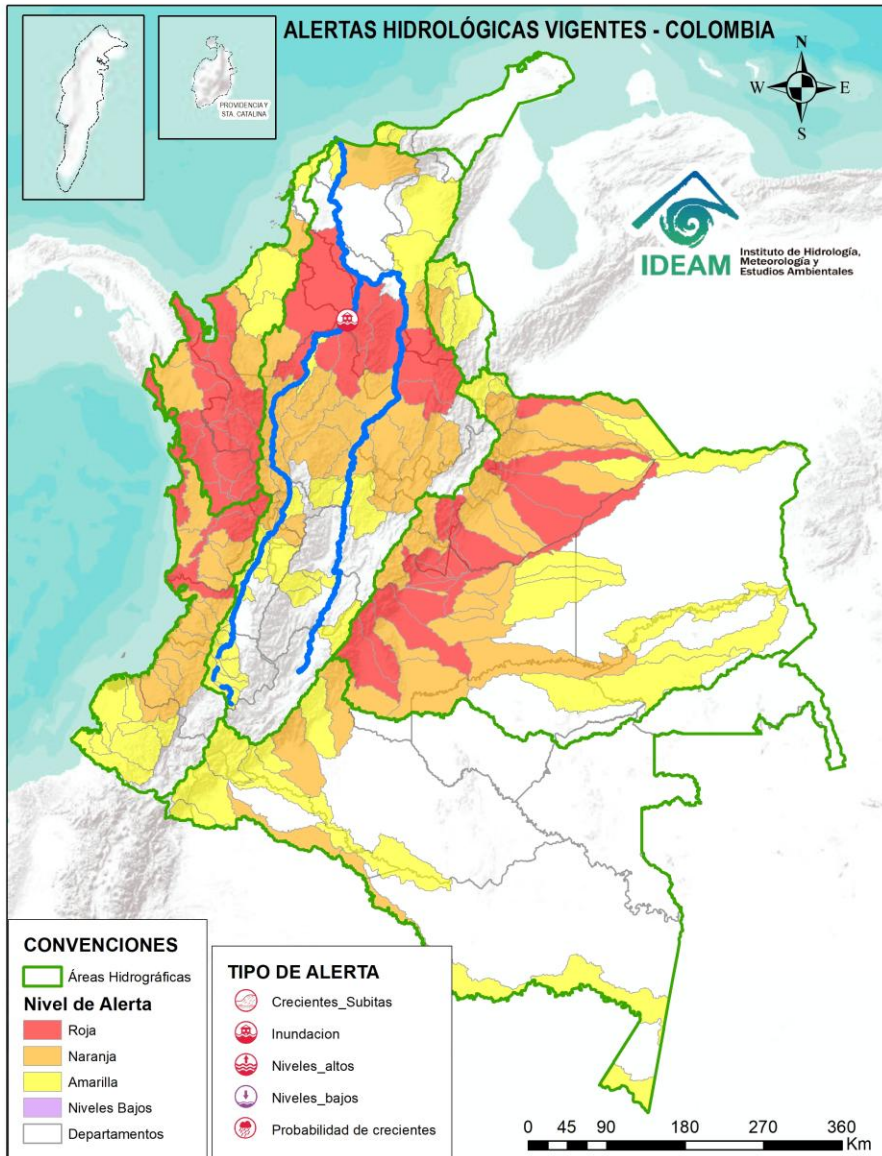 ALERTAS HIDROLÓGICAS VIGENTES - COLOMBIA
PROVIDENCIA Y
STA. CATALINA
N
W
E
S
IDEAM
Instituto de Hidrología,
Meteorología y
Estudios Ambientales
CONVENCIONES
Áreas Hidrográficas
Nivel de Alerta
Roja
Naranja
Amarilla
Niveles Bajos
Departamentos
TIPO DE ALERTA
Crecientes_Subitas
Inundacion
Niveles_altos
Niveles_bajos
Probabilidad de crecientes
0 45 90 180 270 360
Km